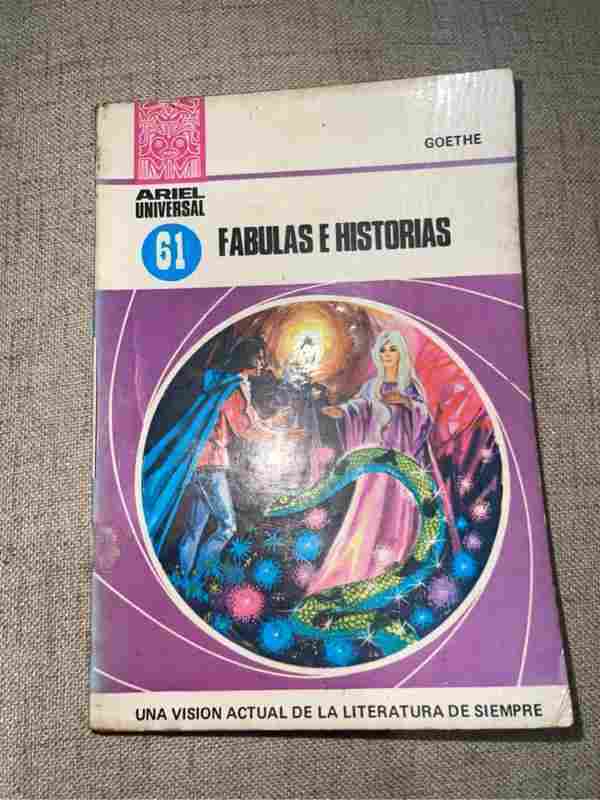 GOETHE
ARIEL
UNIVERSAL
61
FABULAS E HISTORIAS
UNA VISION ACTUAL DE LA LITERATURA DE SIEMPRE